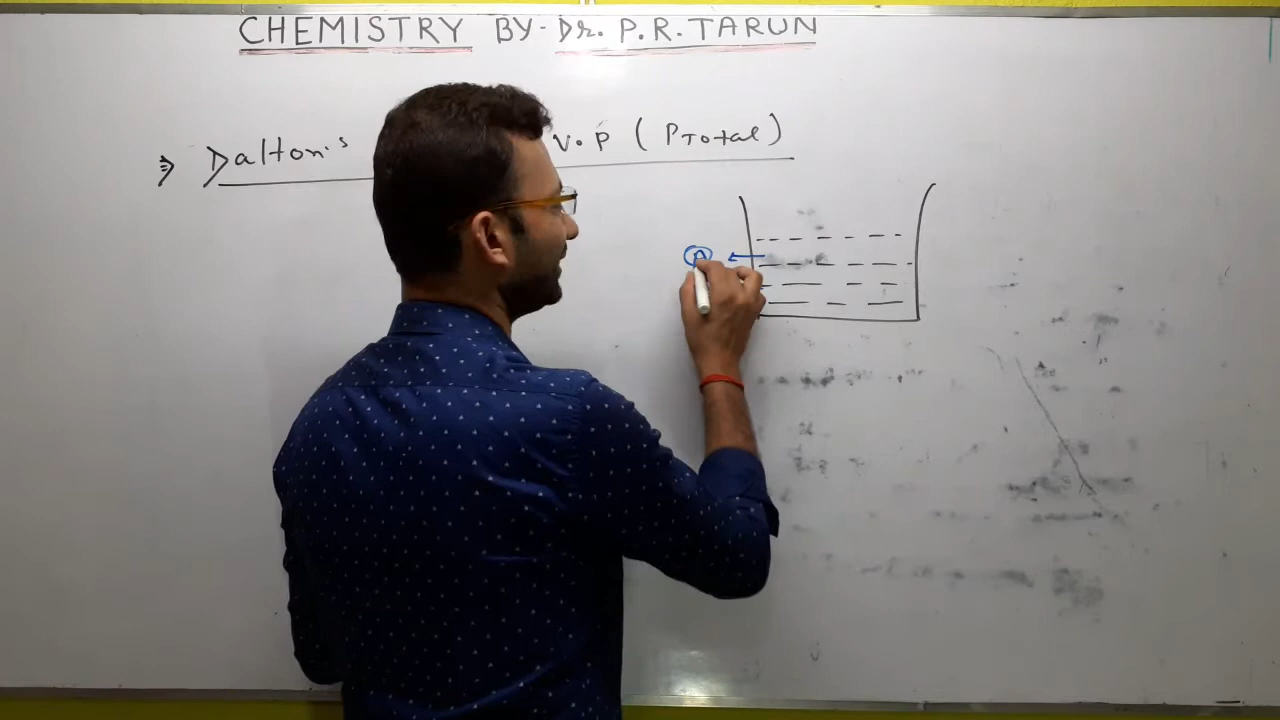 CHEMISTRY BY- Dr. P.R. TARUN
⇒ Dalton's V.P ( PTotal )
A